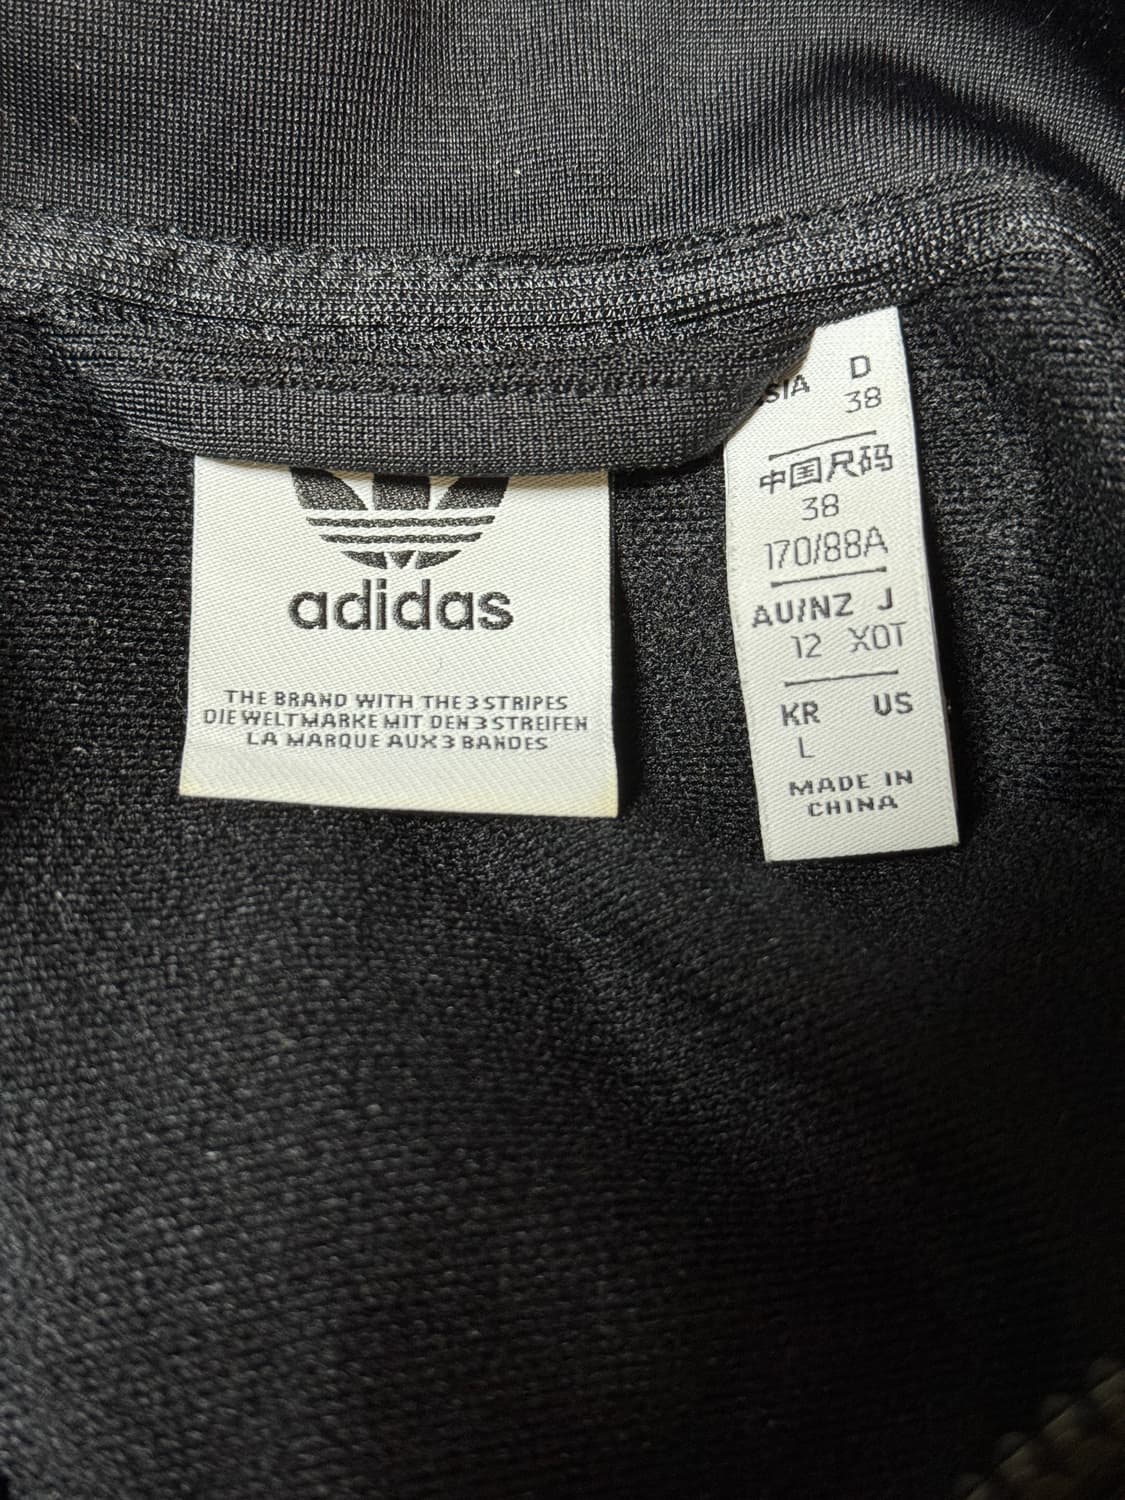 adidas
THE BRAND WITH THE 3 STRIPES
DIE WELTMARKE MIT DEN 3 STREIFEN
LA MARQUE AUX 3 BANDES
D
38
中国尺码
38
170/88A
AU/NZ J
12 XOT
KR US
L
MADE IN
CHINA